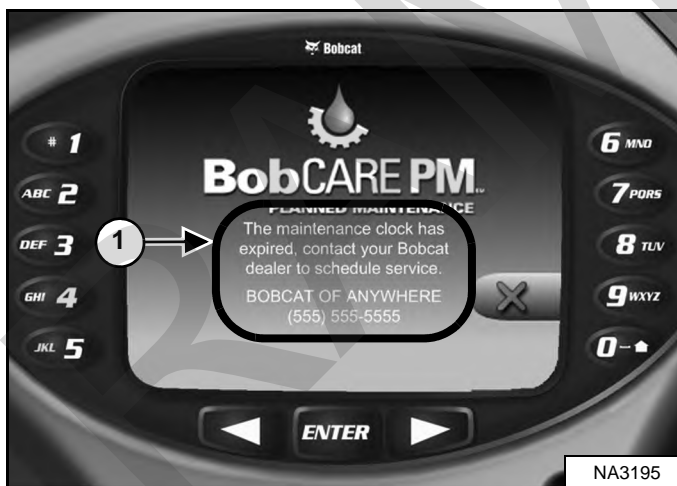 Bobcat
# 1
ABC 2
DEF 3
GHI 4
JKL 5
BobCARE PM
PLANNED MAINTENANCE
1
The maintenance clock has
expired, contact your Bobcat
dealer to schedule service.
BOBCAT OF ANYWHERE
(555) 555-5555
6 MNO
7 PQRS
8 TUV
9 WXYZ
0-
ENTER
NA3195